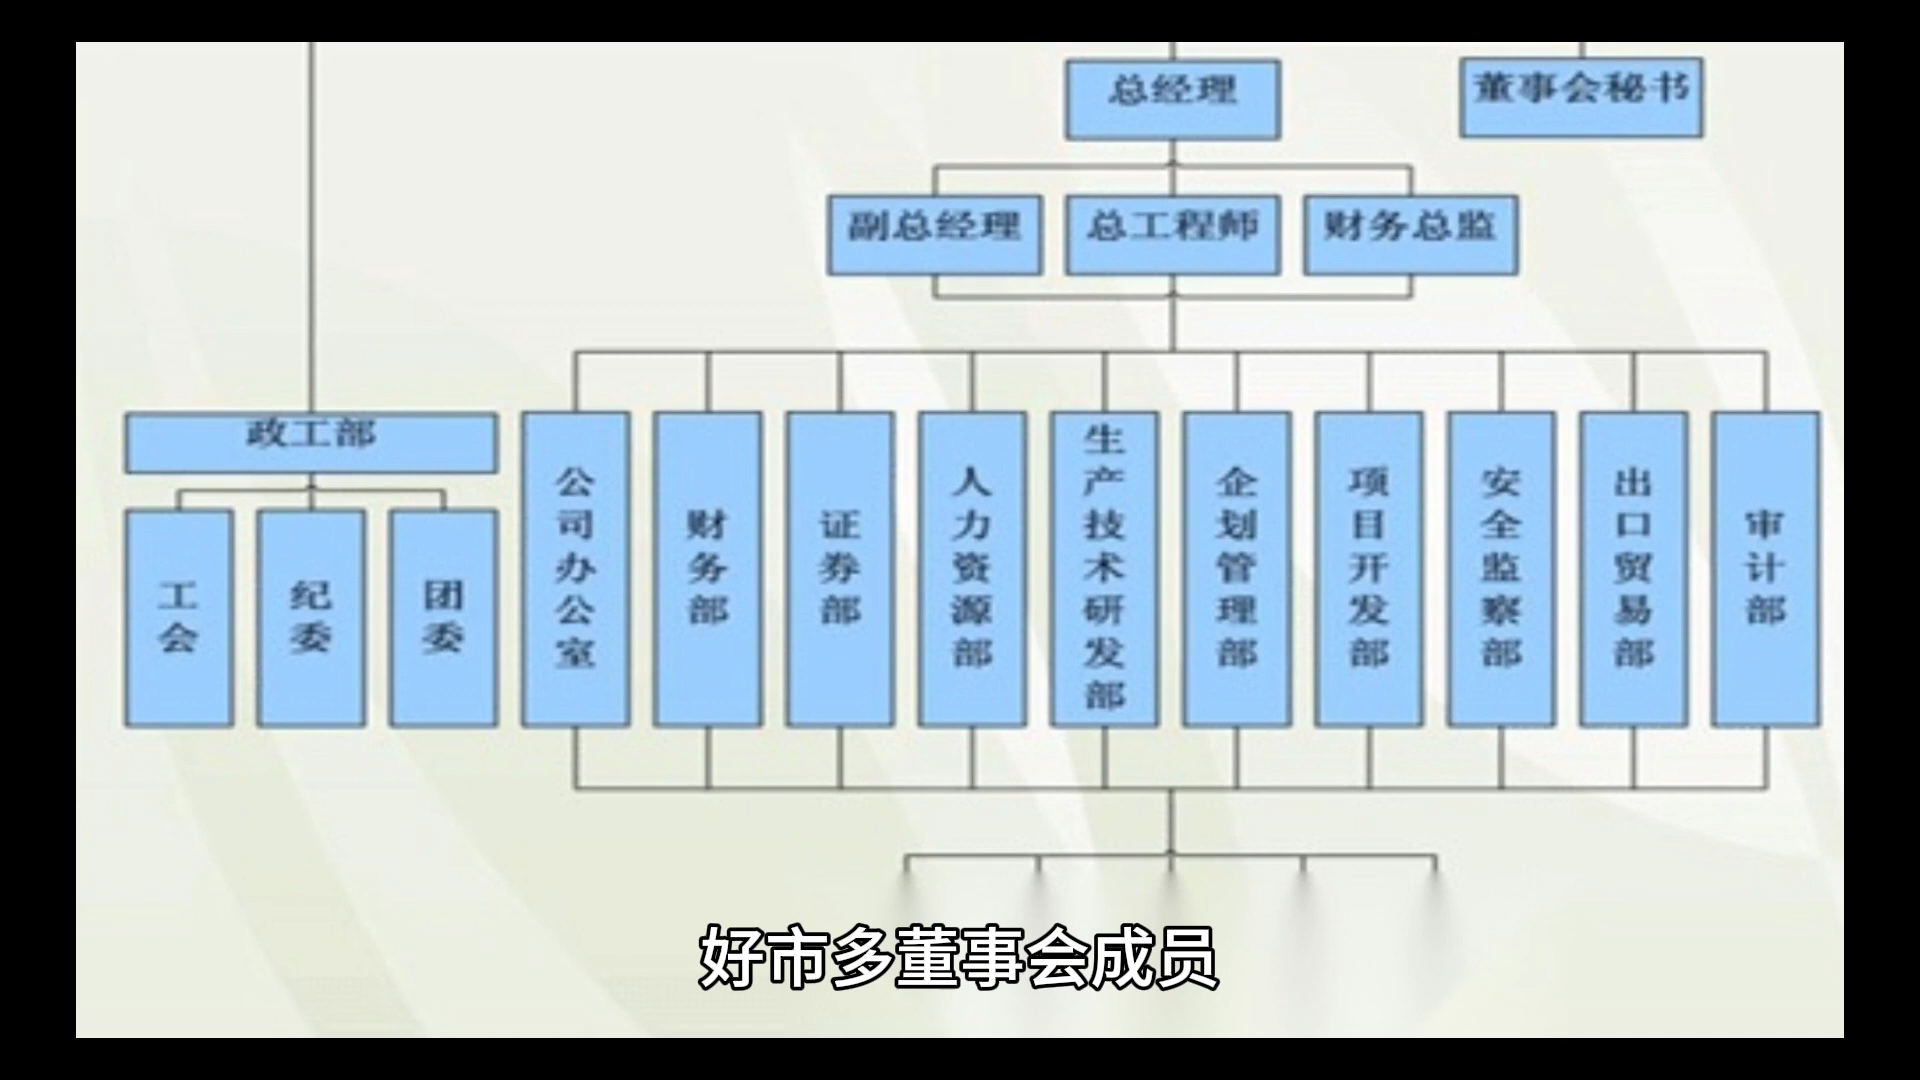 总经理
董事会秘书
副总经理
总工程师
财务总监
政工部
工会
纪委
团委
公司办公室
财务部
证券部
人力资源部
生产技术研发部
企划管理部
项目开发部
安全监察部
出口贸易部
审计部
好市多董事会成员